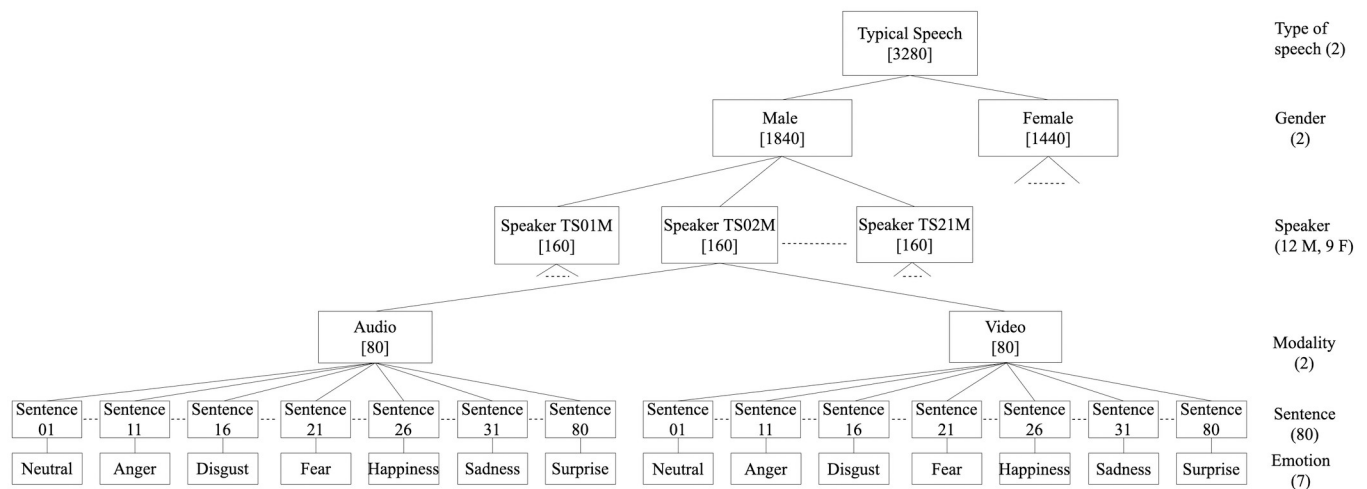 Typical Speech
[3280]
Type of
speech (2)
Male
[1840]
Female
[1440]
Gender
(2)
Speaker TS01M
[160]
Speaker TS02M
[160]
Speaker TS21M
[160]
Speaker
(12 M, 9 F)
Audio
[80]
Video
[80]
Modality
(2)
Sentence
01
Sentence
11
Sentence
16
Sentence
21
Sentence
26
Sentence
31
Sentence
80
Sentence
01
Sentence
11
Sentence
16
Sentence
21
Sentence
26
Sentence
31
Sentence
80
Sentence
(80)
Neutral
Anger
Disgust
Fear
Happiness
Sadness
Surprise
Neutral
Anger
Disgust
Fear
Happiness
Sadness
Surprise
Emotion
(7)